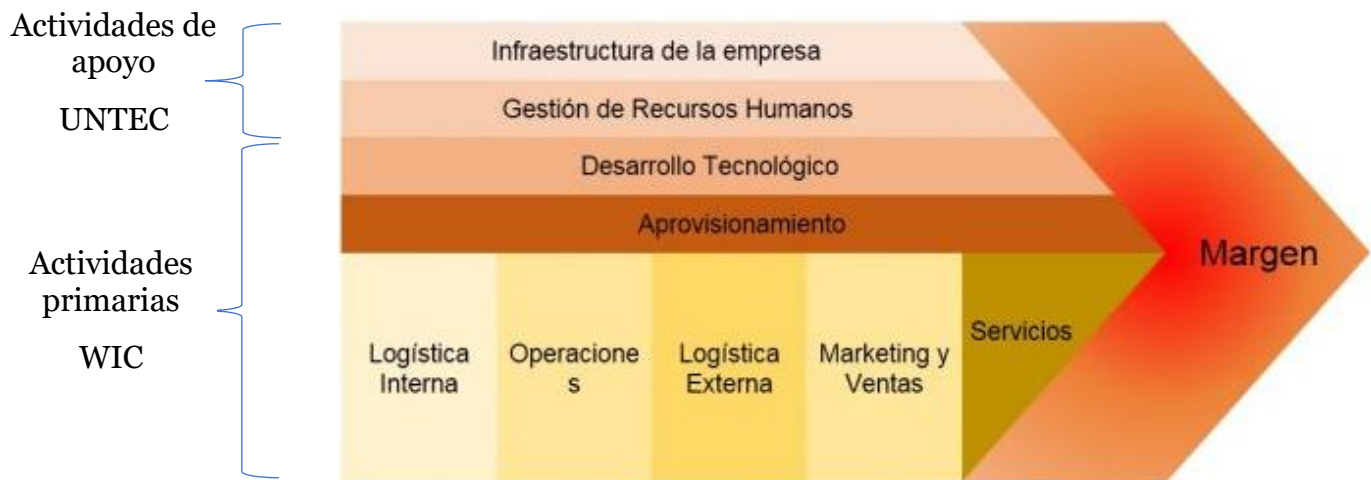 Actividades de
apoyo
UNTEC
Actividades
primarias
WIC
Infraestructura de la empresa
Gestión de Recursos Humanos
Desarrollo Tecnológico
Aprovisionamiento
Logística
Interna
Operacione
s
Logística
Externa
Marketing y
Ventas
Servicios
Margen